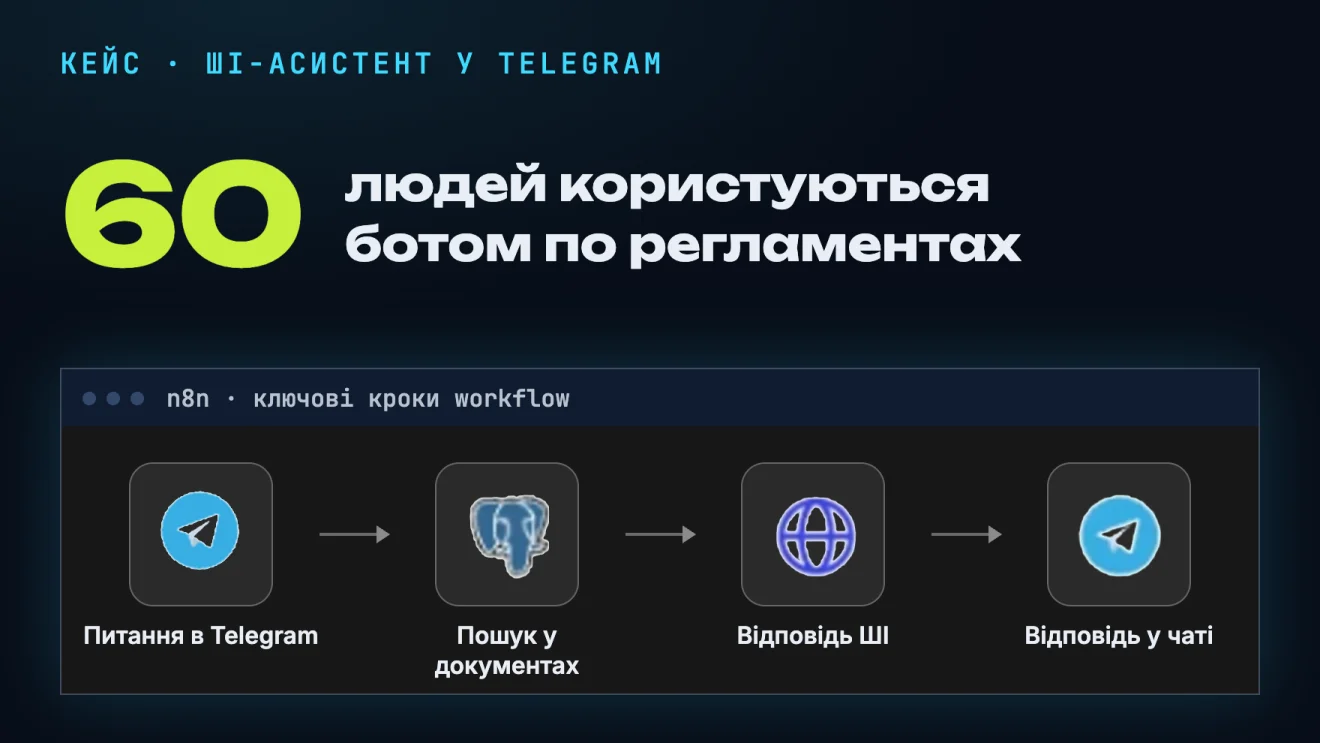 КЕЙС · ШІ-АСИСТЕНТ У TELEGRAM
60
людей користуються
ботом по регламентах
n8n · ключові кроки workflow
Питання в Telegram
Пошук у
документах
Відповідь ШІ
Відповідь у чаті